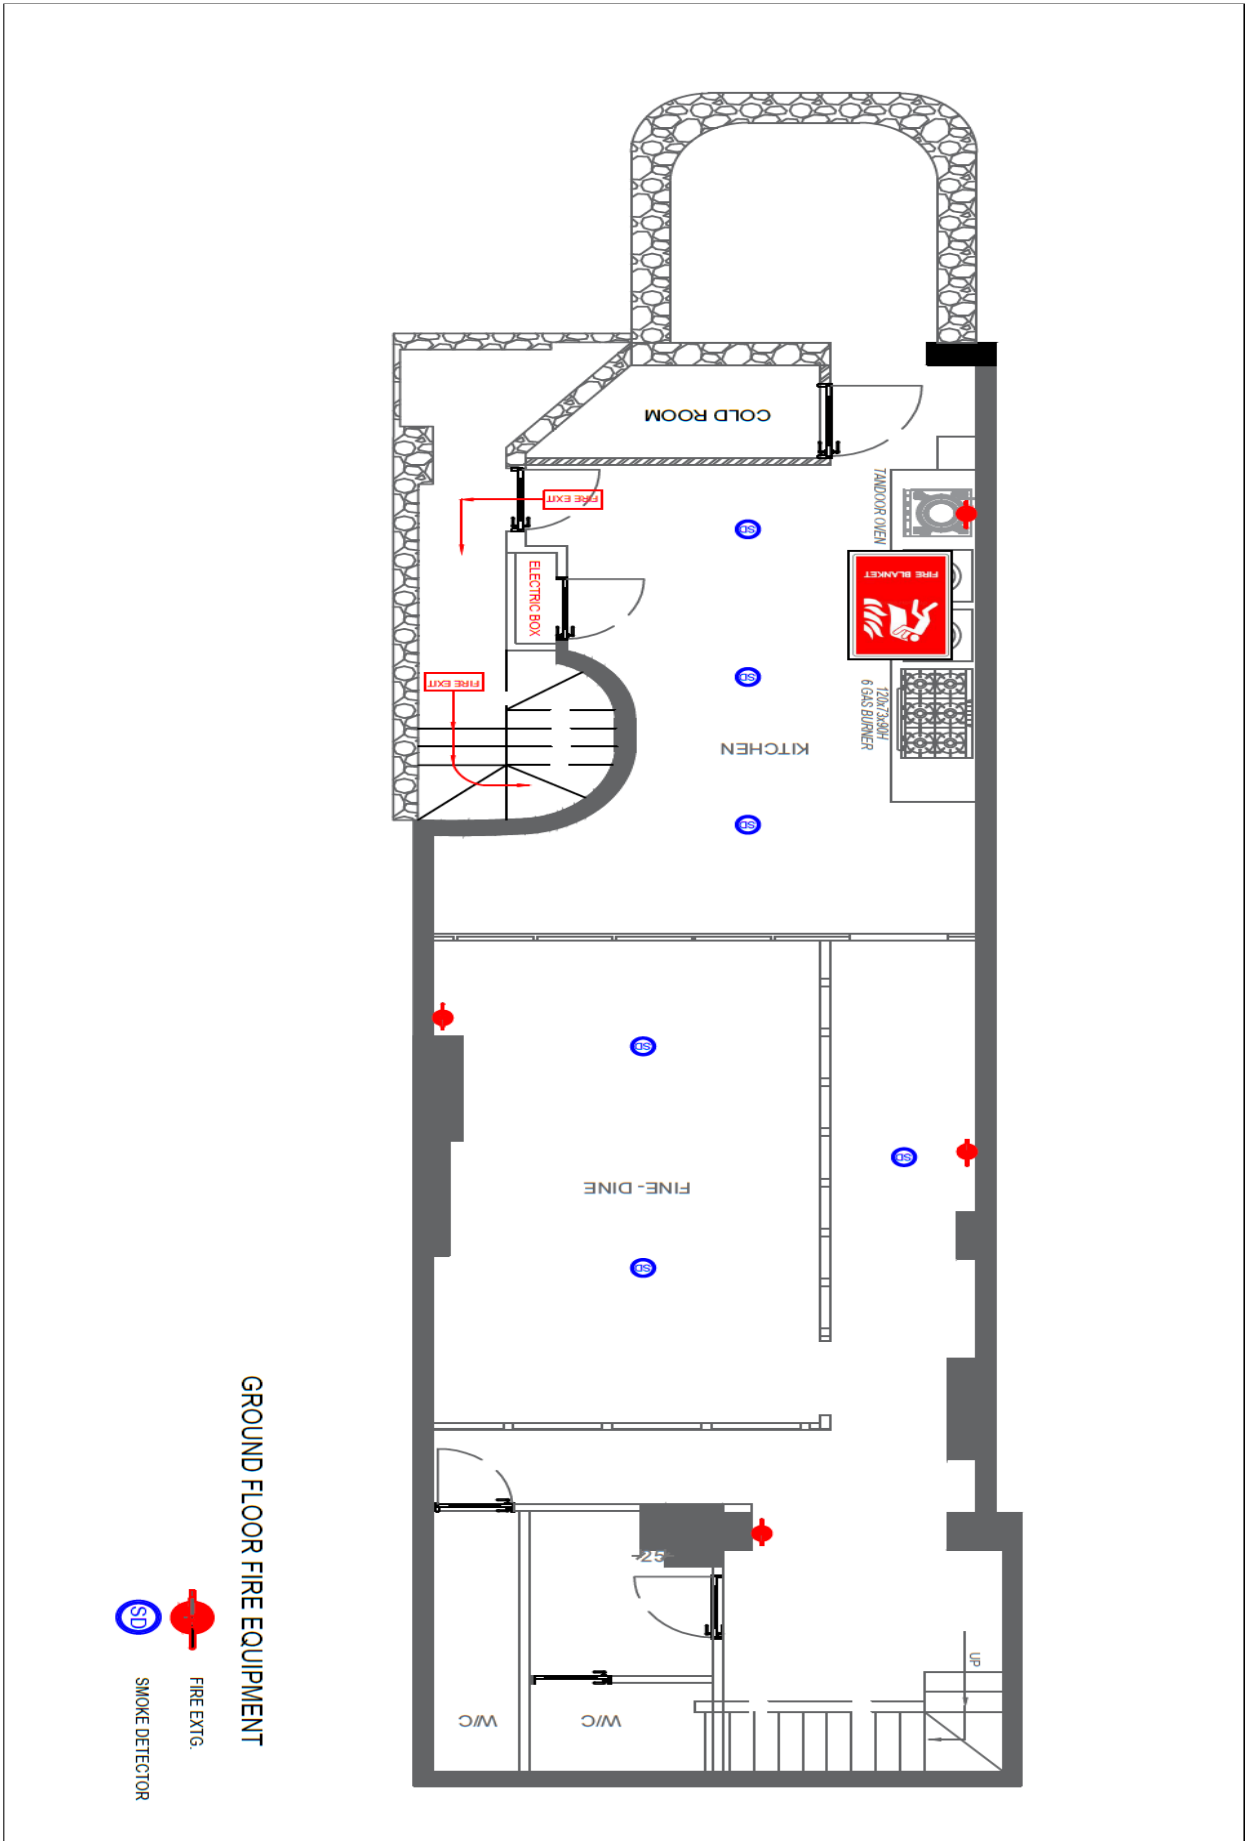 COLD ROOM
TANDOOR OVEN
FIRE EXIT
FIRE BLANKET
ELECTRIC BOX
SD
FIRE EXIT
120x73x90H
6 GAS BURNER
SD
KITCHEN
SD
SD
SD
FINE- DINE
SD
-25-
UP
W/C
W/C
GROUND FLOOR FIRE EQUIPMENT
FIRE EXTG.
SD
SMOKE DETECTOR